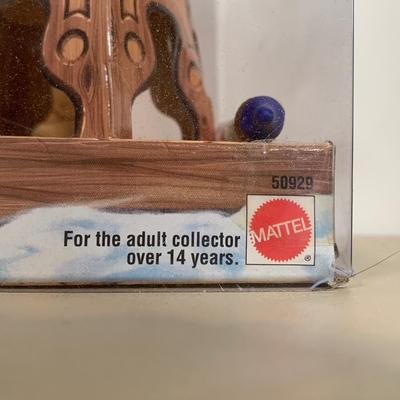 50929
For the adult collector
over 14 years.
MATTEL
®